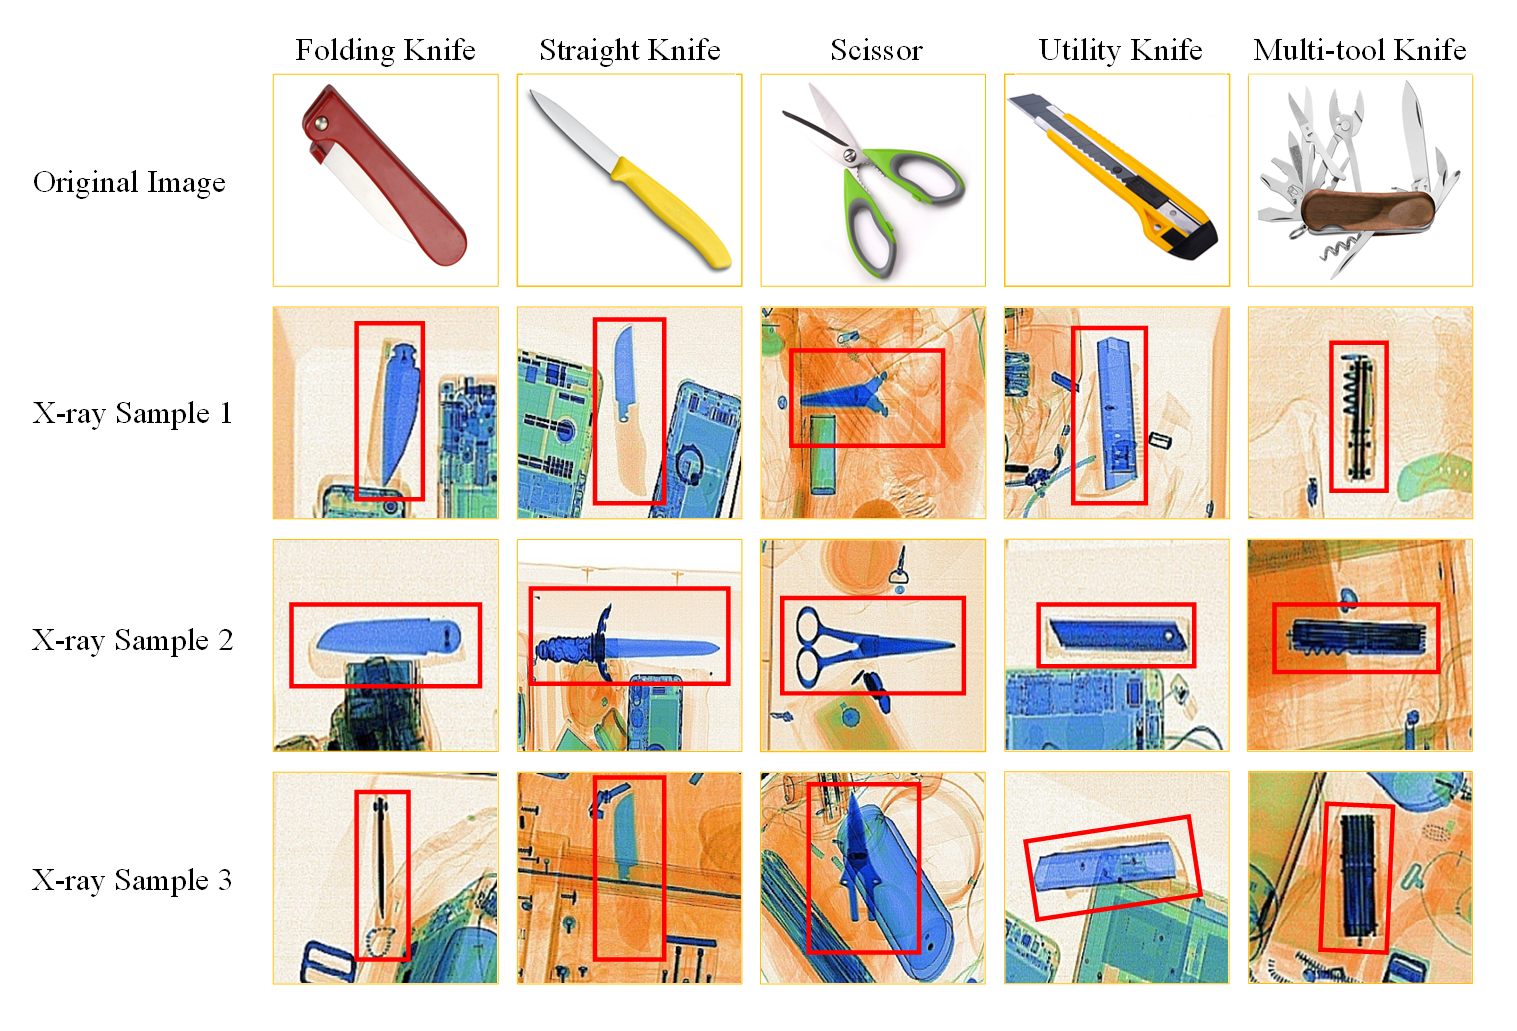 Folding Knife
Straight Knife
Scissor
Utility Knife
Multi-tool Knife
Original Image
X-ray Sample 1
X-ray Sample 2
X-ray Sample 3